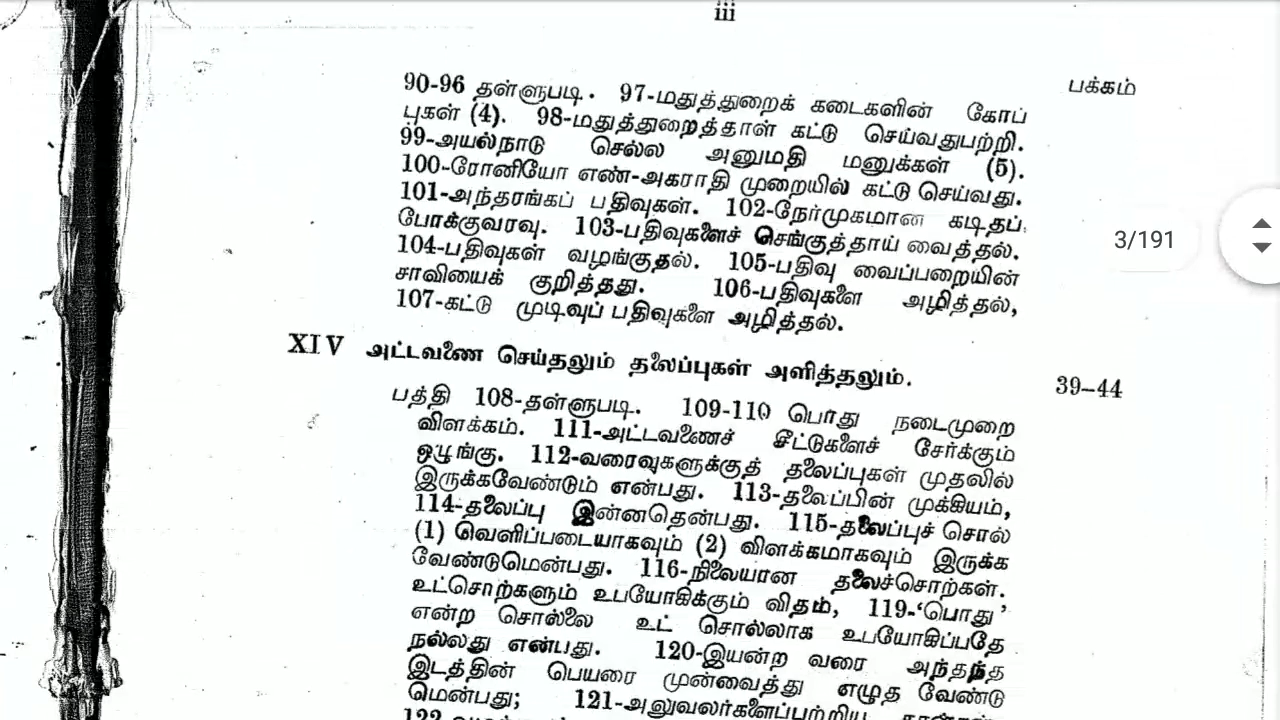 iii
பக்கம்
90-96 தள்ளுபடி. 97-மதுத்துறைக் கடைகளின் கோப்
புகள் (4). 98-மதுத்துறைத்தாள் கட்டு செய்வதுபற்றி.
99-அயல்நாடு செல்ல அனுமதி மனுக்கள் (5).
100-ரோனியோ எண்-அகராதி முறையில் கட்டு செய்வது.
101-அந்தரங்கப் பதிவுகள். 102-நேர்முகமான கடிதப்
போக்குவரவு. 103-பதிவுகளைச் செங்குத்தாய் வைத்தல்.
104-பதிவுகள் வழங்குதல். 105-பதிவு வைப்பறையின்
சாவியைக் குறித்தது. 106-பதிவுகளை அழித்தல்,
107-கட்டு முடிவுப் பதிவுகளை அழித்தல்.
3/191
XIV அட்டவணை செய்தலும் தலைப்புகள் அளித்தலும். 39–44
பத்தி 108-தள்ளுபடி. 109-110 பொது நடைமுறை
விளக்கம். 111-அட்டவணைச் சீட்டுகளைச் சேர்க்கும்
ஒழுங்கு. 112-வரைவுகளுக்குத் தலைப்புகள் முதலில்
இருக்கவேண்டும் என்பது. 113-தலைப்பின் முக்கியம்,
114-தலைப்பு இன்னதென்பது. 115-தலைப்புச் சொல்
(1) வெளிப்படையாகவும் (2) விளக்கமாகவும் இருக்க
வேண்டுமென்பது. 116-நிலையான தலைச்சொற்கள்.
உட்சொற்களும் உபயோகிக்கும் விதம், 119-‘பொது’
என்ற சொல்லை உட் சொல்லாக உபயோகிப்பதே
நல்லது என்பது. 120-இயன்ற வரை அந்தந்த
இடத்தின் பெயரை முன்வைத்து எழுத வேண்டு
மென்பது; 121-அலுவலர்களைப்பற்றிய